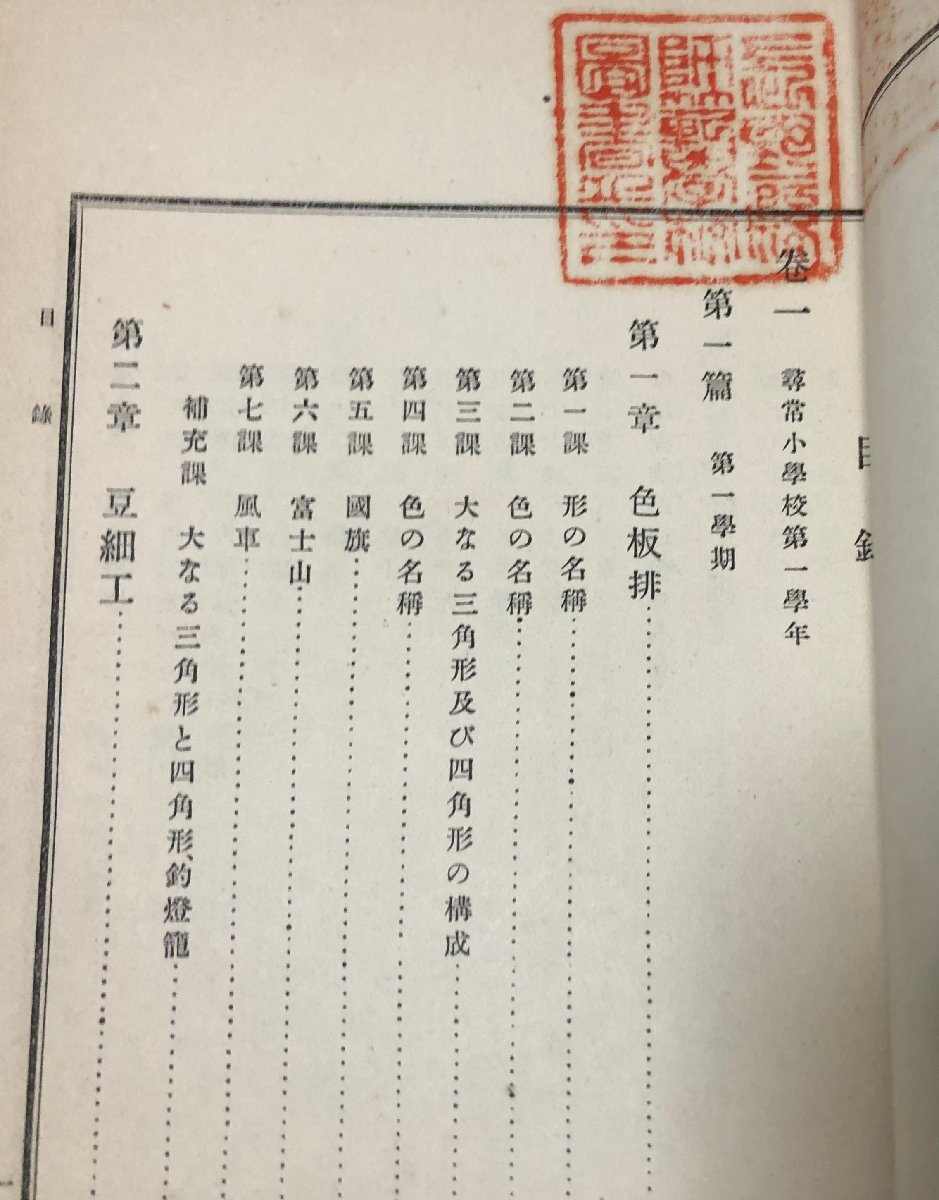 目錄
卷一 尋常小學校第一學年
第一篇 第一學期
第一章 色板排
第一課 形の名稱
第二課 色の名稱
第三課 大なる三角形及び四角形の構成
第四課 色の名稱
第五課 國旗
第六課 富士山
第七課 風車
補充課 大なる三角形と四角形、釣燈籠
第二章 豆細工
目錄
一